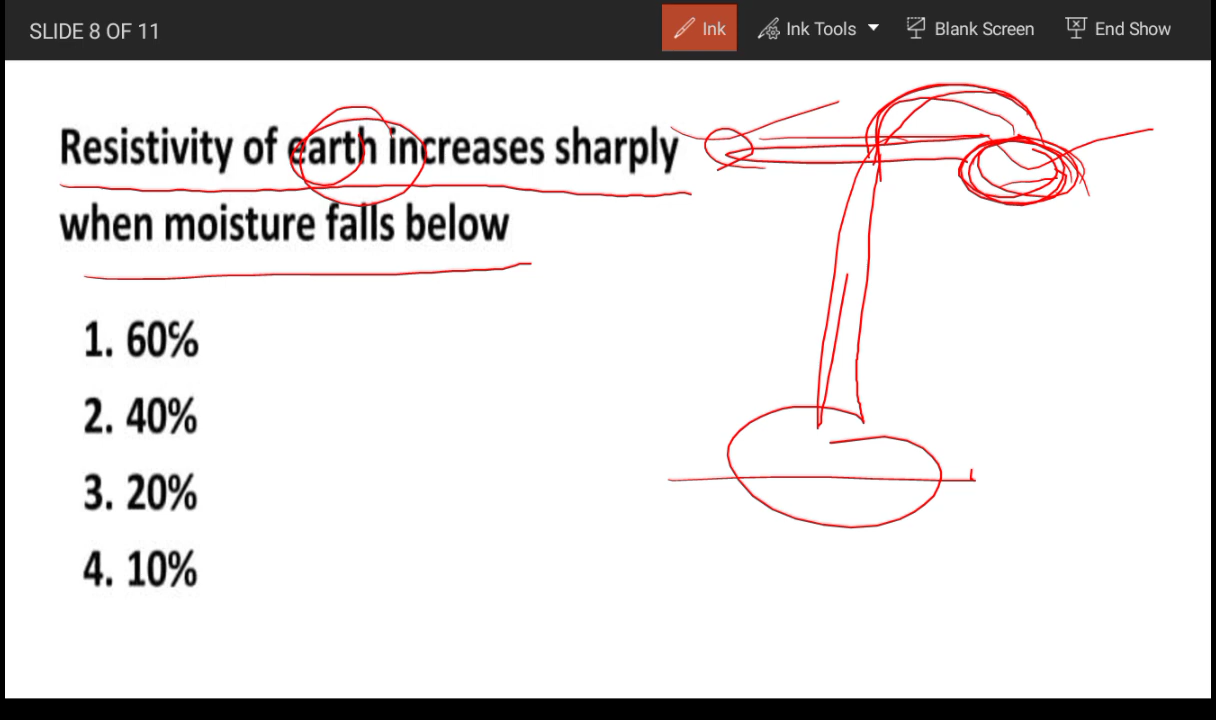 SLIDE 8 OF 11 Ink Ink Tools Blank Screen End Show
Resistivity of earth increases sharply
when moisture falls below
1. 60%
2. 40%
3. 20%
4. 10%